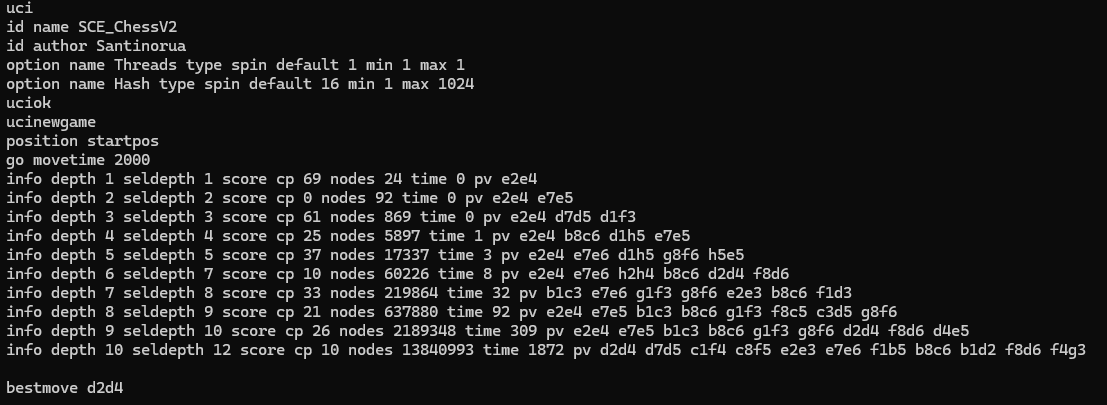 uci
id name SCE_ChessV2
id author Santinorua
option name Threads type spin default 1 min 1 max 1
option name Hash type spin default 16 min 1 max 1024
uciok
ucinewgame
position startpos
go movetime 2000
info depth 1 seldepth 1 score cp 69 nodes 24 time 0 pv e2e4
info depth 2 seldepth 2 score cp 0 nodes 92 time 0 pv e2e4 e7e5
info depth 3 seldepth 3 score cp 61 nodes 869 time 0 pv e2e4 d7d5 d1f3
info depth 4 seldepth 4 score cp 25 nodes 5897 time 1 pv e2e4 b8c6 d1h5 e7e5
info depth 5 seldepth 5 score cp 37 nodes 17337 time 3 pv e2e4 e7e6 d1h5 g8f6 h5e5
info depth 6 seldepth 7 score cp 10 nodes 60226 time 8 pv e2e4 e7e6 h2h4 b8c6 d2d4 f8d6
info depth 7 seldepth 8 score cp 33 nodes 219864 time 32 pv b1c3 e7e6 g1f3 g8f6 e2e3 b8c6 f1d3
info depth 8 seldepth 9 score cp 21 nodes 637880 time 92 pv e2e4 e7e5 b1c3 b8c6 g1f3 f8c5 c3d5 g8f6
info depth 9 seldepth 10 score cp 26 nodes 2189348 time 309 pv e2e4 e7e5 b1c3 b8c6 g1f3 g8f6 d2d4 f8d6 d4e5
info depth 10 seldepth 12 score cp 10 nodes 13840993 time 1872 pv d2d4 d7d5 c1f4 c8f5 e2e3 e7e6 f1b5 b8c6 b1d2 f8d6 f4g3
bestmove d2d4